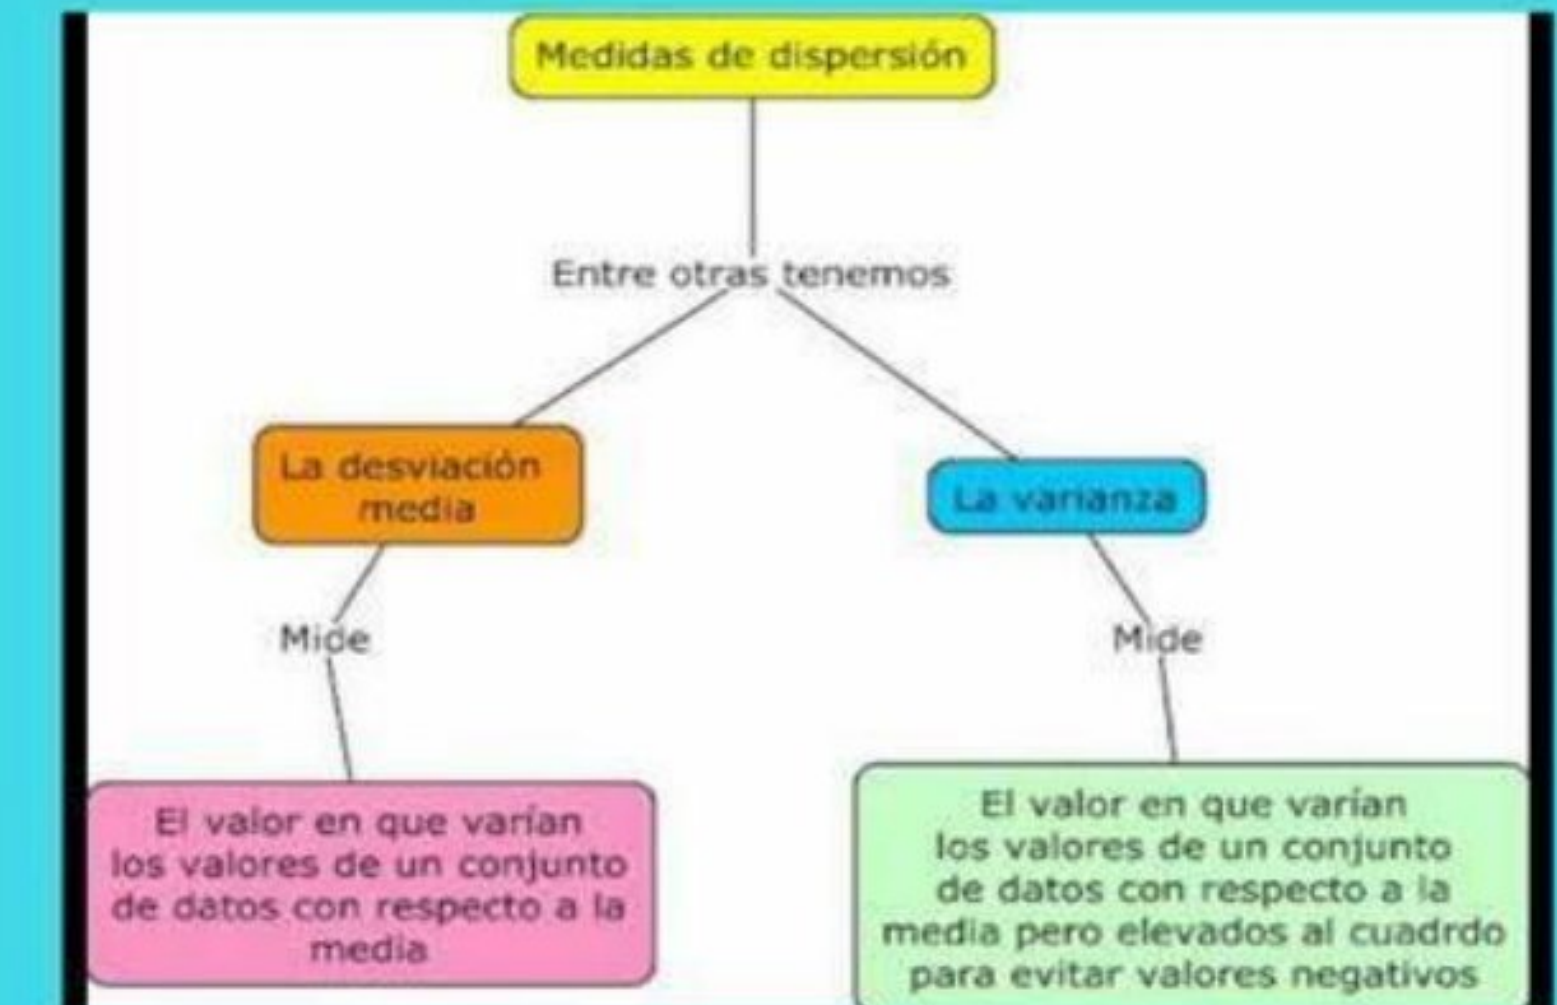 Medidas de dispersión
Entre otras tenemos
La desviación
media
La varianza
Mide
Mide
El valor en que varían
los valores de un conjunto
de datos con respecto a la
media
El valor en que varían
los valores de un conjunto
de datos con respecto a la
media pero elevados al cuadrdo
para evitar valores negativos